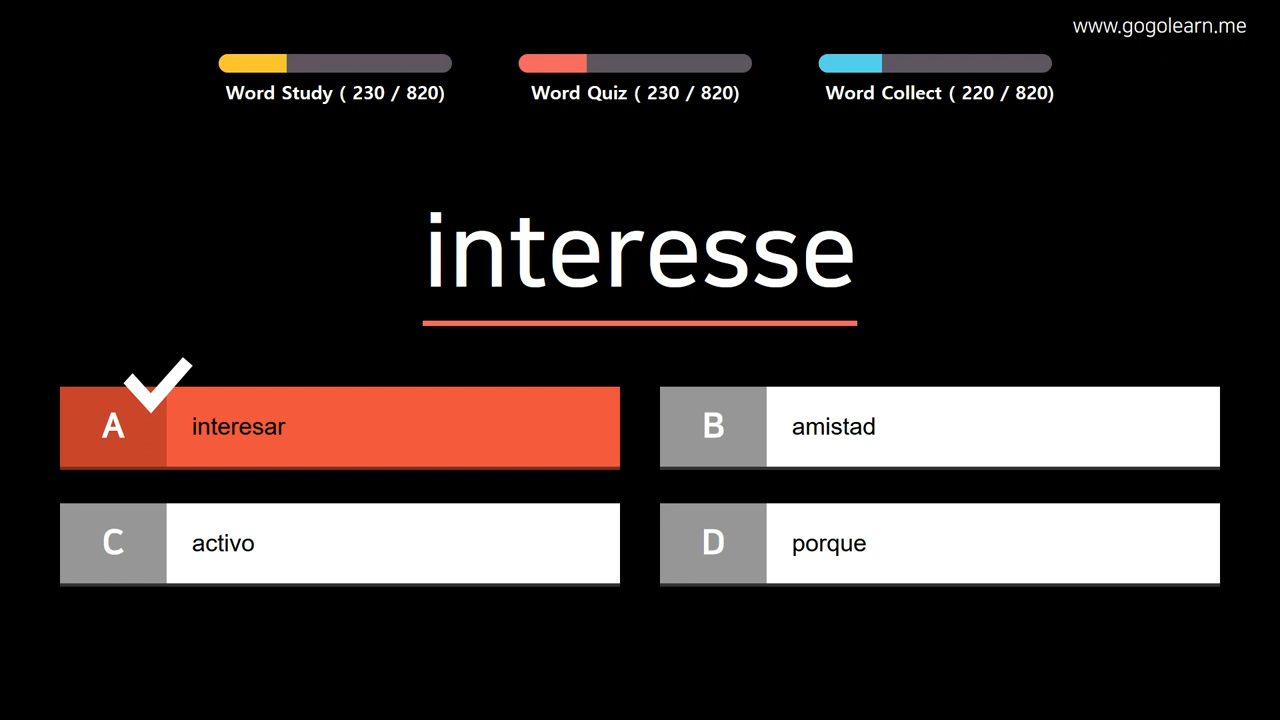 www.gogolearn.me
Word Study ( 230 / 820)
Word Quiz ( 230 / 820)
Word Collect ( 220 / 820)
interesse
A interesar
B amistad
C activo
D porque